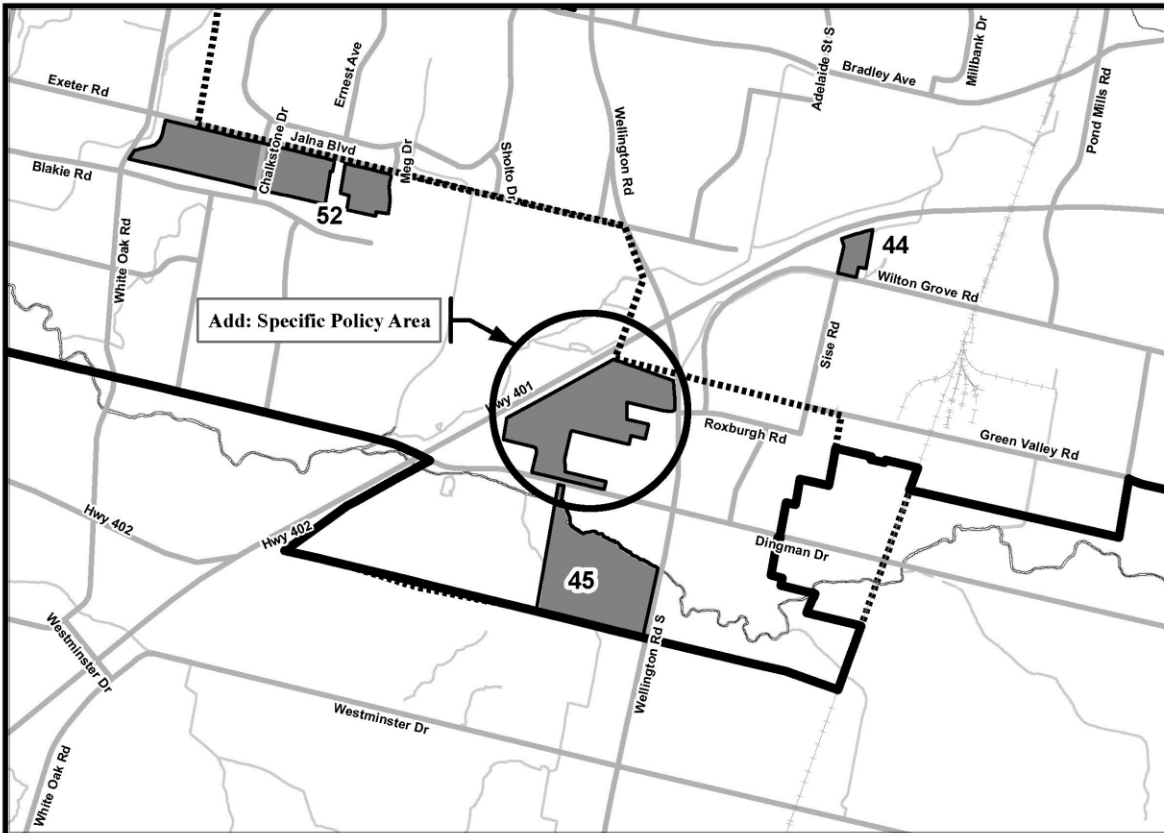 Exeter Rd
Ernest Ave
Chalkstone Dr
Jalna Blvd
Meg Dr
Sholto Dr
Wellington Rd
Adelaide St S
Bradley Ave
Millbank Dr
Pond Mills Rd
Blakie Rd
52
White Oak Rd
44
Wilton Grove Rd
Add: Specific Policy Area
Sise Rd
Hwy 401
Roxburgh Rd
Green Valley Rd
Hwy 402
Hwy 402
Dingman Dr
45
Wellington Rd S
Westminster Dr
Westminster Dr
White Oak Rd